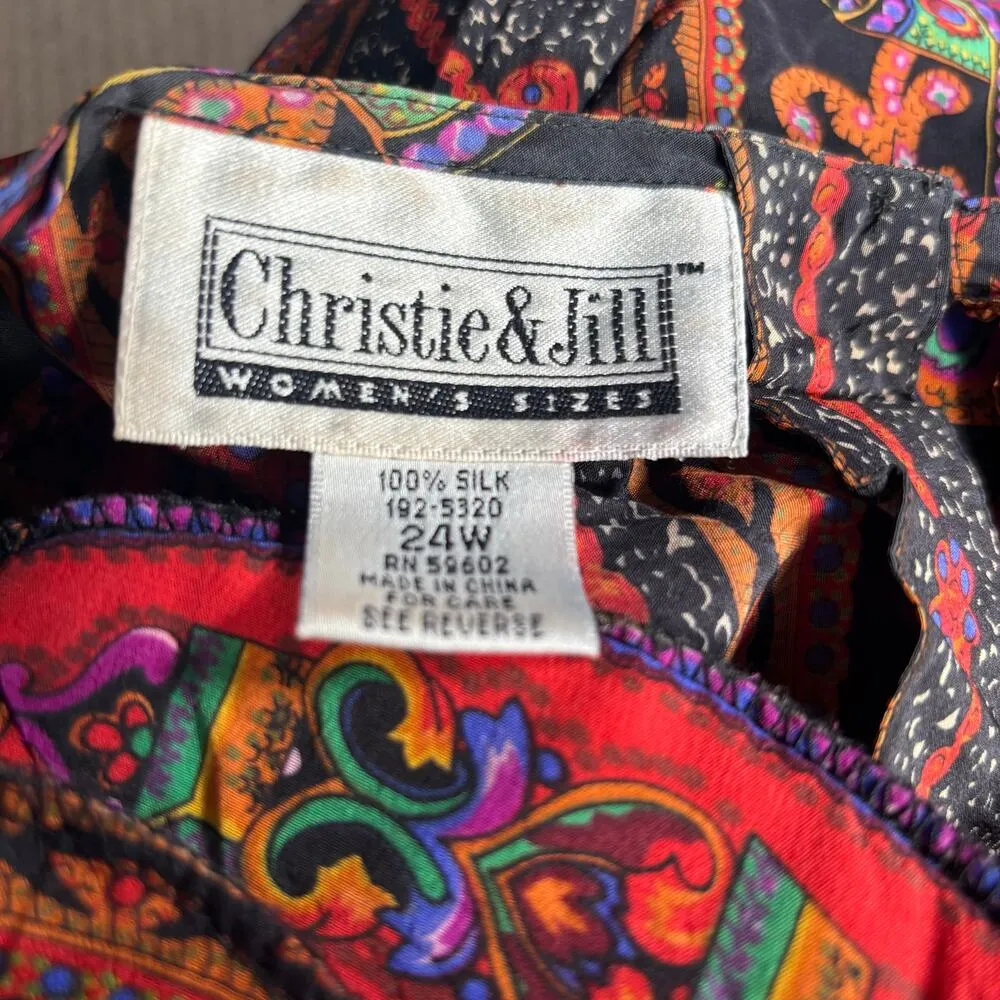 Christie&Jill™
WOMEN'S SIZES
100% SILK
192-5320
24W
RN 59602
MADE IN CHINA
FOR CARE
SEE REVERSE